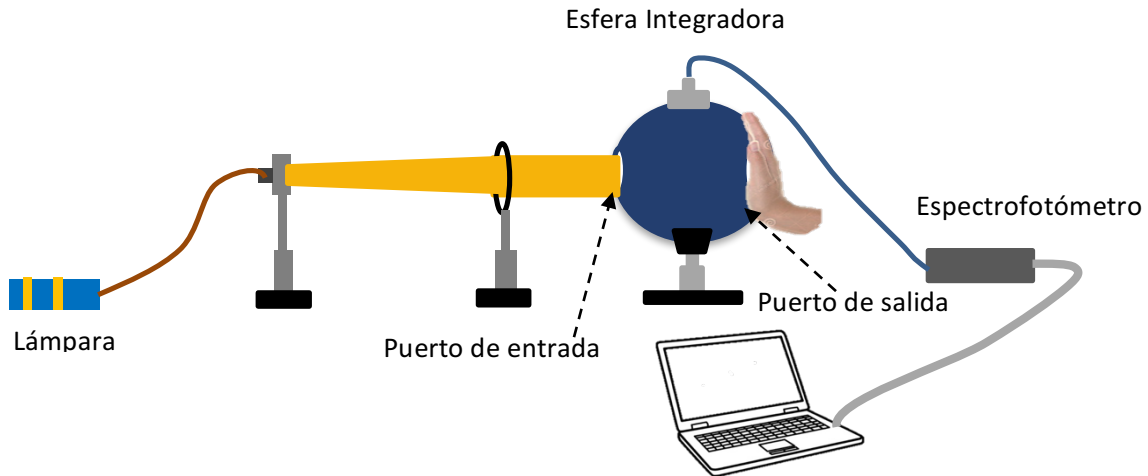 Esfera Integradora
Espectrofotómetro
Puerto de salida
Lámpara
Puerto de entrada